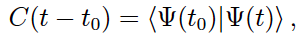 C(t − t₀) = ⟨Ψ(t₀)|Ψ(t)⟩ ,